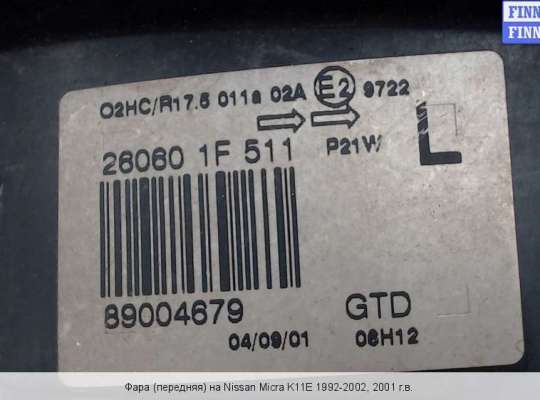 FINN
FINN
02HC/R17.5 011a 02A E2 9722
26060 1F 511
P21W
L
89004679
GTD
04/09/01
06H12
Фара (передняя) на Nissan Micra K11E 1992-2002, 2001 г.в.